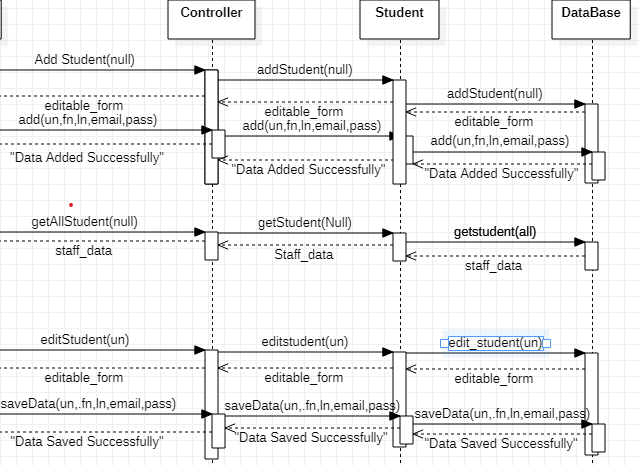 Controller
Student
DataBase
Add Student(null)
addStudent(null)
addStudent(null)
editable_form
editable_form
editable_form
add(un,fn,ln,email,pass)
add(un,fn,ln,email,pass)
add(un,fn,ln,email,pass)
"Data Added Successfully"
"Data Added Successfully"
"Data Added Successfully"
getAllStudent(null)
getStudent(Null)
getstudent(all)
staff_data
Staff_data
staff_data
editStudent(un)
editstudent(un)
edit_student(un)
editable_form
editable_form
editable_form
saveData(un,.fn,ln,email,pass)
saveData(un,.fn,ln,email,pass)
saveData(un,.fn,ln,email,pass)
"Data Saved Successfully"
"Data Saved Successfully"
"Data Saved Successfully"